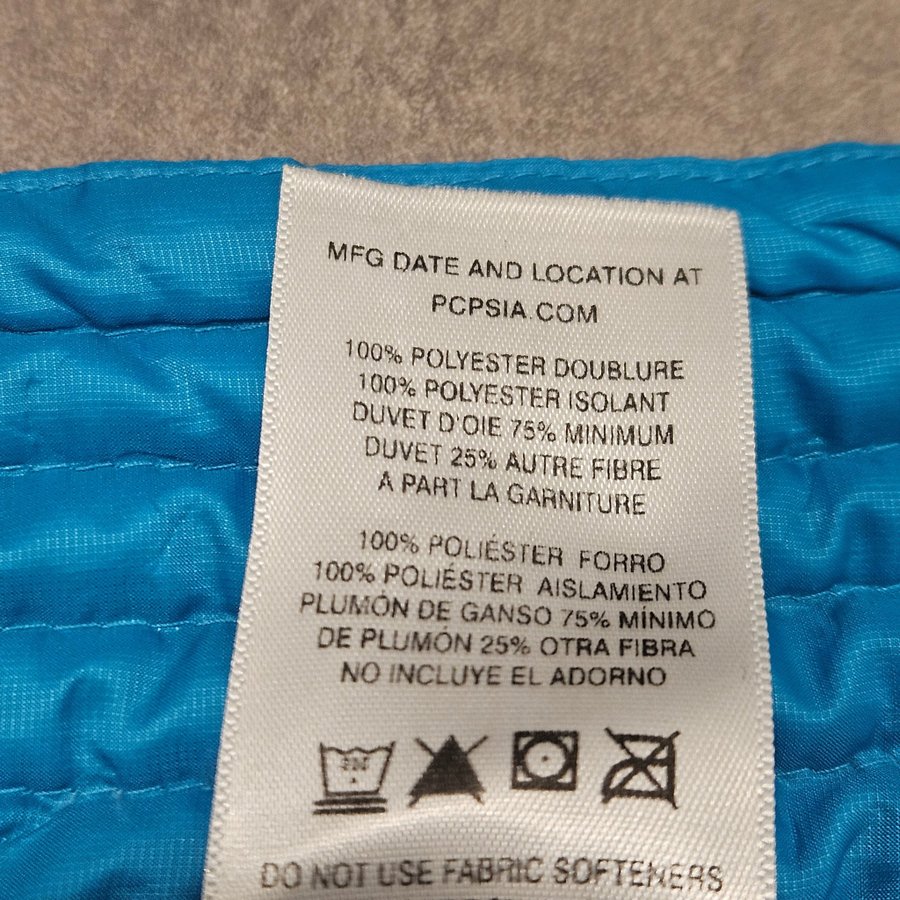 MFG DATE AND LOCATION AT
PCPSIA.COM
100% POLYESTER DOUBLURE
100% POLYESTER ISOLANT
DUVET D'OIE 75% MINIMUM
DUVET 25% AUTRE FIBRE
A PART LA GARNITURE
100% POLIÉSTER FORRO
100% POLIÉSTER AISLAMIENTO
PLUMÓN DE GANSO 75% MÍNIMO
DE PLUMÓN 25% OTRA FIBRA
NO INCLUYE EL ADORNO
DO NOT USE FABRIC SOFTENERS